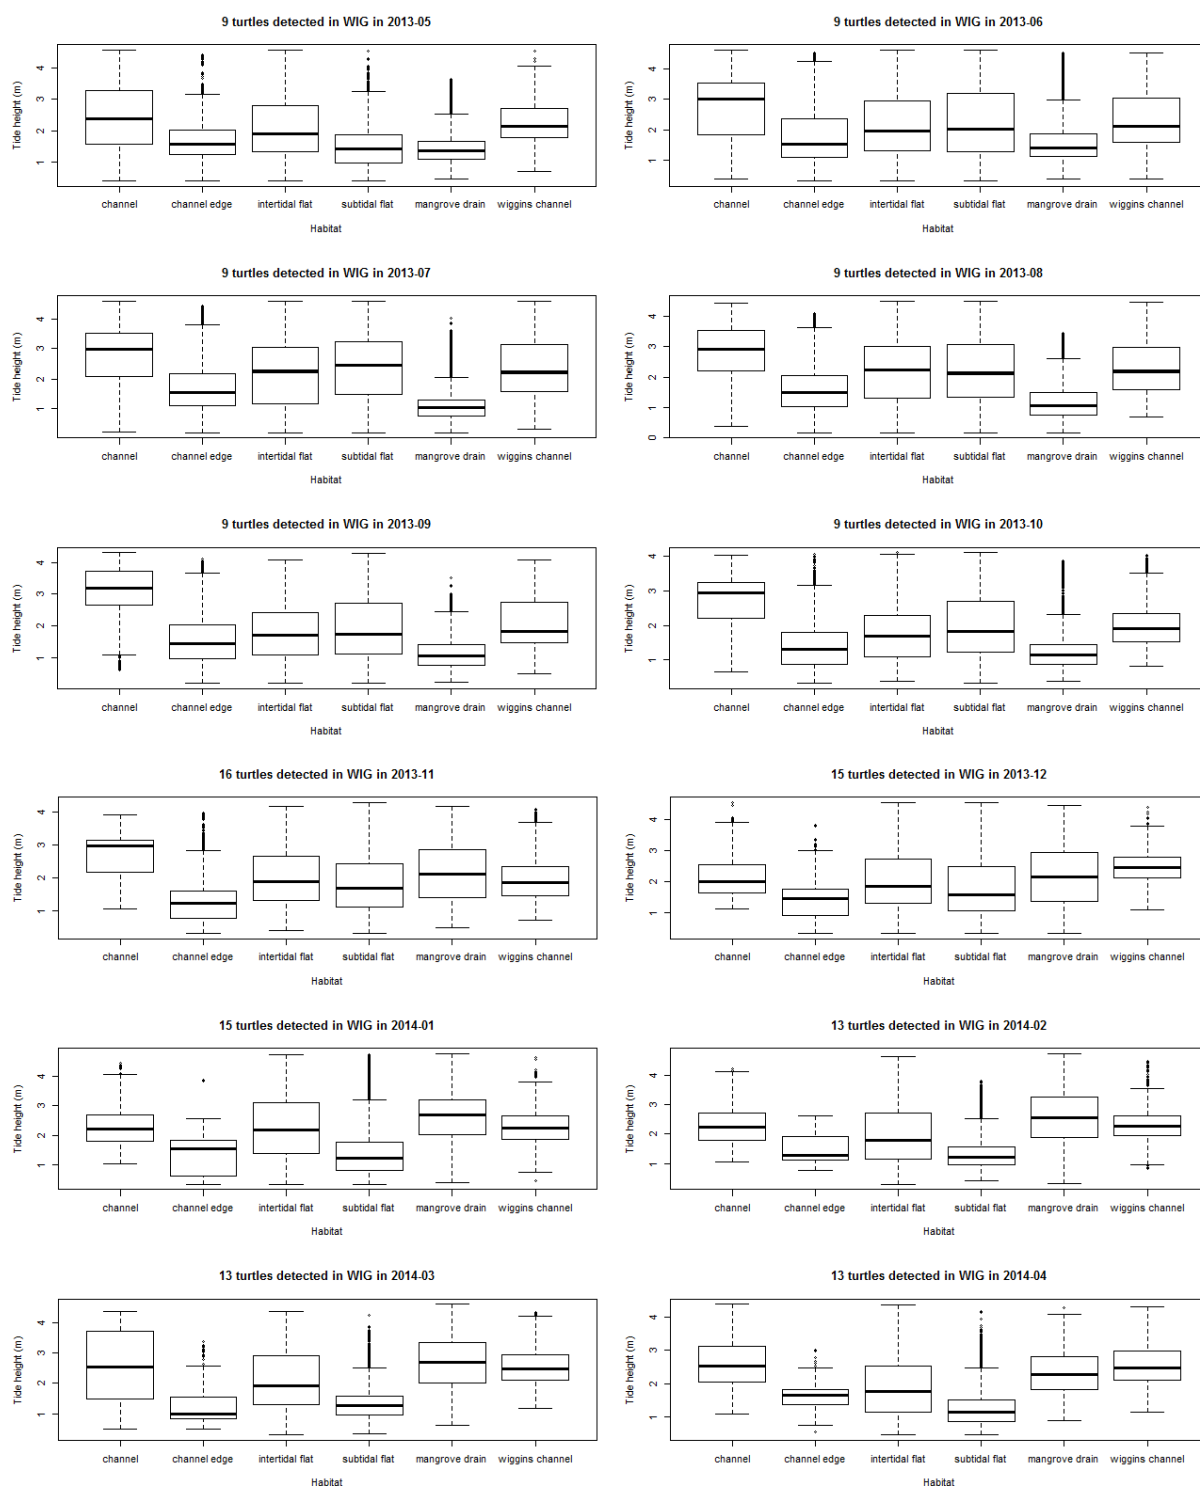 9 turtles detected in WIG in 2013-05
Tide height (m)
4
3
2
1
channel channel edge intertidal flat subtidal flat mangrove drain wiggins channel
Habitat
9 turtles detected in WIG in 2013-06
Tide height (m)
4
3
2
1
channel channel edge intertidal flat subtidal flat mangrove drain wiggins channel
Habitat
9 turtles detected in WIG in 2013-07
Tide height (m)
4
3
2
1
channel channel edge intertidal flat subtidal flat mangrove drain wiggins channel
Habitat
9 turtles detected in WIG in 2013-08
Tide height (m)
4
3
2
1
0
channel channel edge intertidal flat subtidal flat mangrove drain wiggins channel
Habitat
9 turtles detected in WIG in 2013-09
Tide height (m)
4
3
2
1
channel channel edge intertidal flat subtidal flat mangrove drain wiggins channel
Habitat
9 turtles detected in WIG in 2013-10
Tide height (m)
4
3
2
1
channel channel edge intertidal flat subtidal flat mangrove drain wiggins channel
Habitat
16 turtles detected in WIG in 2013-11
Tide height (m)
4
3
2
1
channel channel edge intertidal flat subtidal flat mangrove drain wiggins channel
Habitat
15 turtles detected in WIG in 2013-12
Tide height (m)
4
3
2
1
channel channel edge intertidal flat subtidal flat mangrove drain wiggins channel
Habitat
15 turtles detected in WIG in 2014-01
Tide height (m)
4
3
2
1
channel channel edge intertidal flat subtidal flat mangrove drain wiggins channel
Habitat
13 turtles detected in WIG in 2014-02
Tide height (m)
4
3
2
1
channel channel edge intertidal flat subtidal flat mangrove drain wiggins channel
Habitat
13 turtles detected in WIG in 2014-03
Tide height (m)
4
3
2
1
channel channel edge intertidal flat subtidal flat mangrove drain wiggins channel
Habitat
13 turtles detected in WIG in 2014-04
Tide height (m)
4
3
2
1
channel channel edge intertidal flat subtidal flat mangrove drain wiggins channel
Habitat